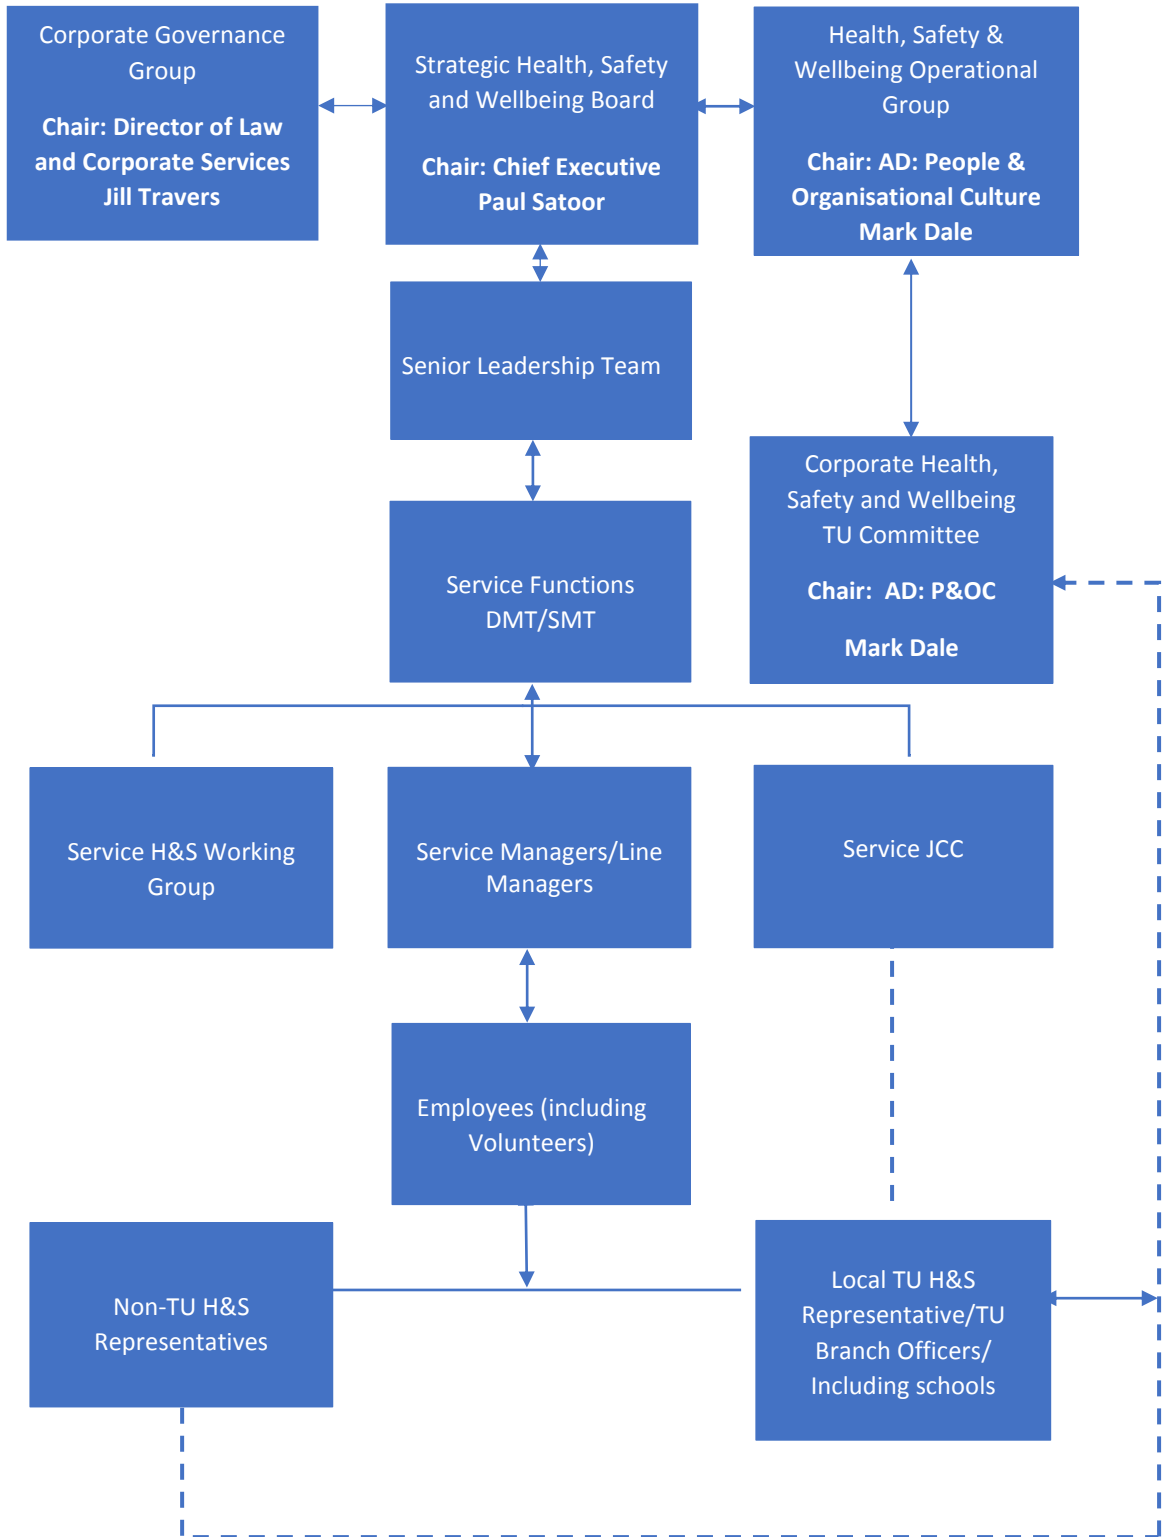 Corporate Governance
Group
Chair: Director of Law
and Corporate Services
Jill Travers
Strategic Health, Safety
and Wellbeing Board
Chair: Chief Executive
Paul Satoor
Health, Safety &
Wellbeing Operational
Group
Chair: AD: People &
Organisational Culture
Mark Dale
Senior Leadership Team
Corporate Health,
Safety and Wellbeing
TU Committee
Chair:  AD: P&OC
Mark Dale
Service Functions
DMT/SMT
Service H&S Working
Group
Service Managers/Line
Managers
Service JCC
Employees (including
Volunteers)
Non-TU H&S
Representatives
Local TU H&S
Representative/TU
Branch Officers/
Including schools